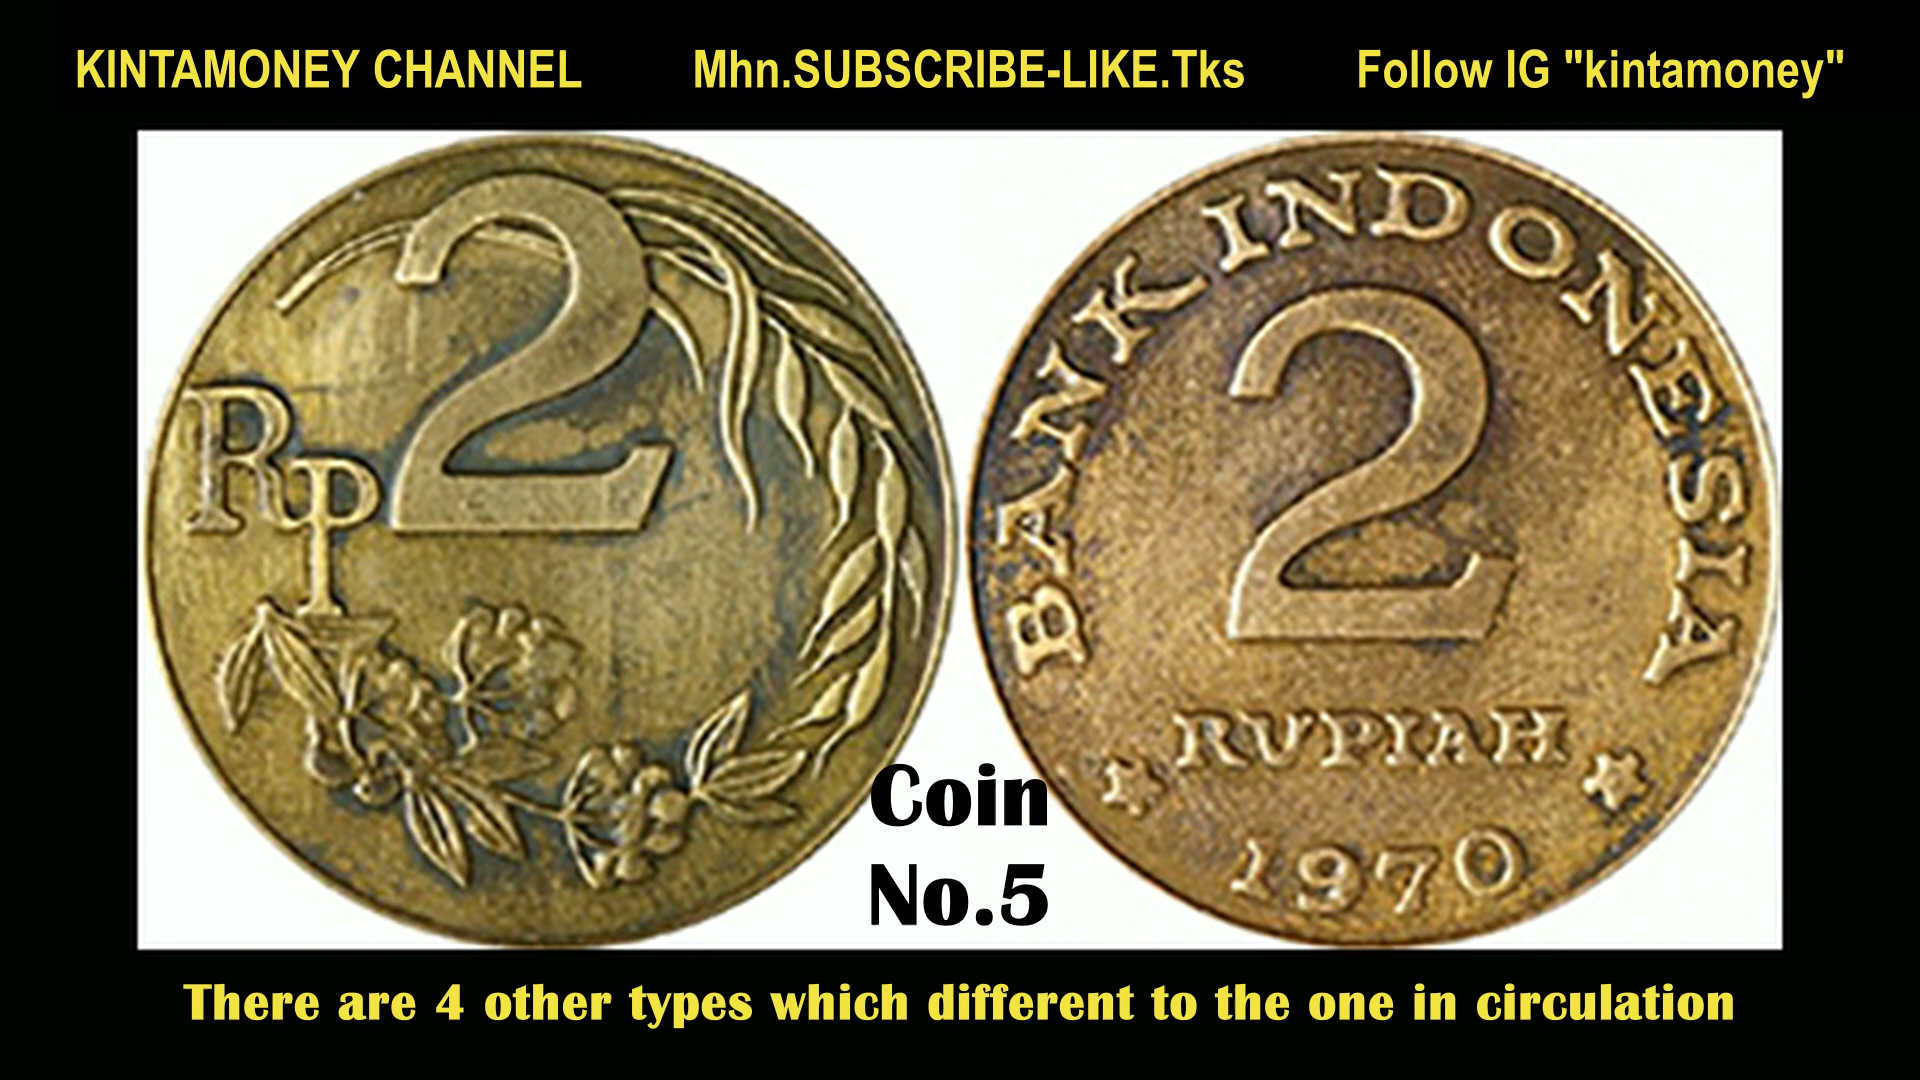 KINTAMONEY CHANNEL Mhn.SUBSCRIBE-LIKE.Tks Follow IG "kintamoney"
2
Rp
BANK INDONESIA
2
RUPIAH
1970
Coin
No.5
There are 4 other types which different to the one in circulation